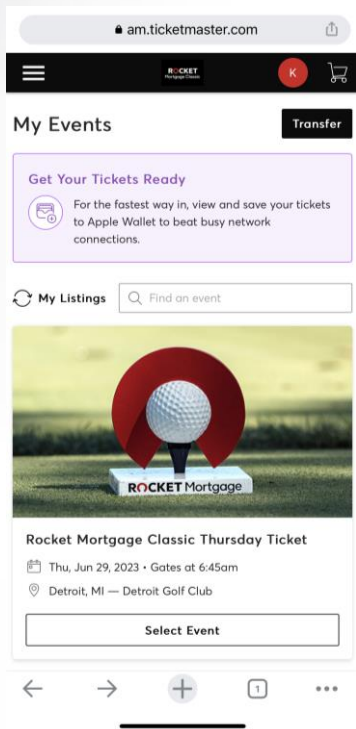 am.ticketmaster.com
ROCKET
Mortgage Classic
K
My Events
Transfer
Get Your Tickets Ready
For the fastest way in, view and save your tickets
to Apple Wallet to beat busy network
connections.
My Listings
Find an event
ROCKET Mortgage
Rocket Mortgage Classic Thursday Ticket
Thu, Jun 29, 2023 • Gates at 6:45am
Detroit, MI — Detroit Golf Club
Select Event
1